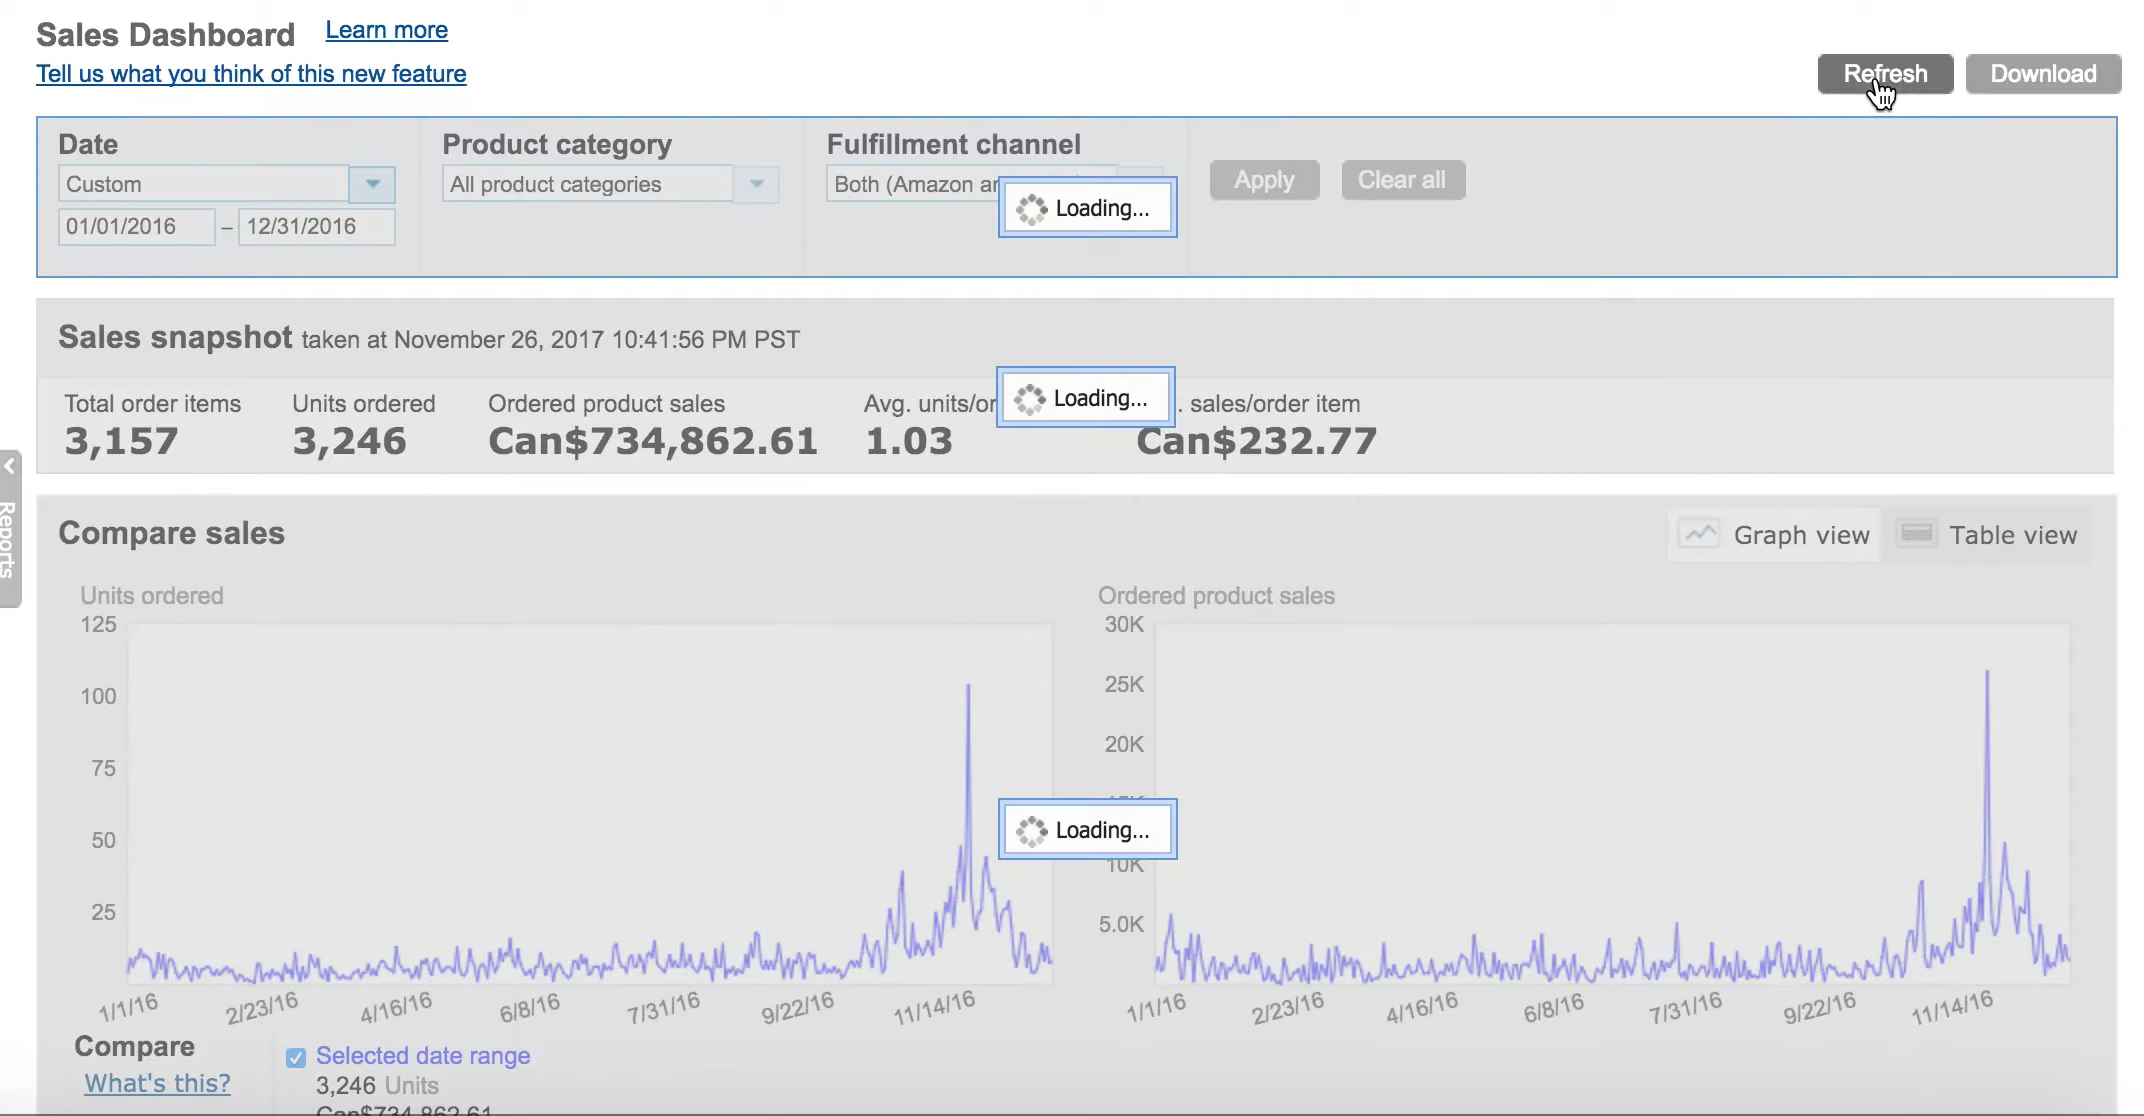 Sales Dashboard Learn more
Tell us what you think of this new feature
Refresh Download
Date Product category Fulfillment channel
Custom All product categories Both (Amazon Apply Clear all
Loading...
01/01/2016 – 12/31/2016
Sales snapshot taken at November 26, 2017 10:41:56 PM PST
Total order items Units ordered Ordered product sales Avg. sales/order item
Loading...
3,157 3,246 Can$734,862.61 1.03 Can$232.77
Reports
Compare sales Graph view Table view
Units ordered
125
100
75
50
25
1/1/16 2/23/16 4/16/16 6/8/16 7/31/16 9/22/16 11/14/16
Loading...
Ordered product sales
30K
25K
20K
10K
5.0K
1/1/16 2/23/16 4/16/16 6/8/16 7/31/16 9/22/16 11/14/16
Compare Selected date range
What's this? 3,246 Units
Can$734,862.61